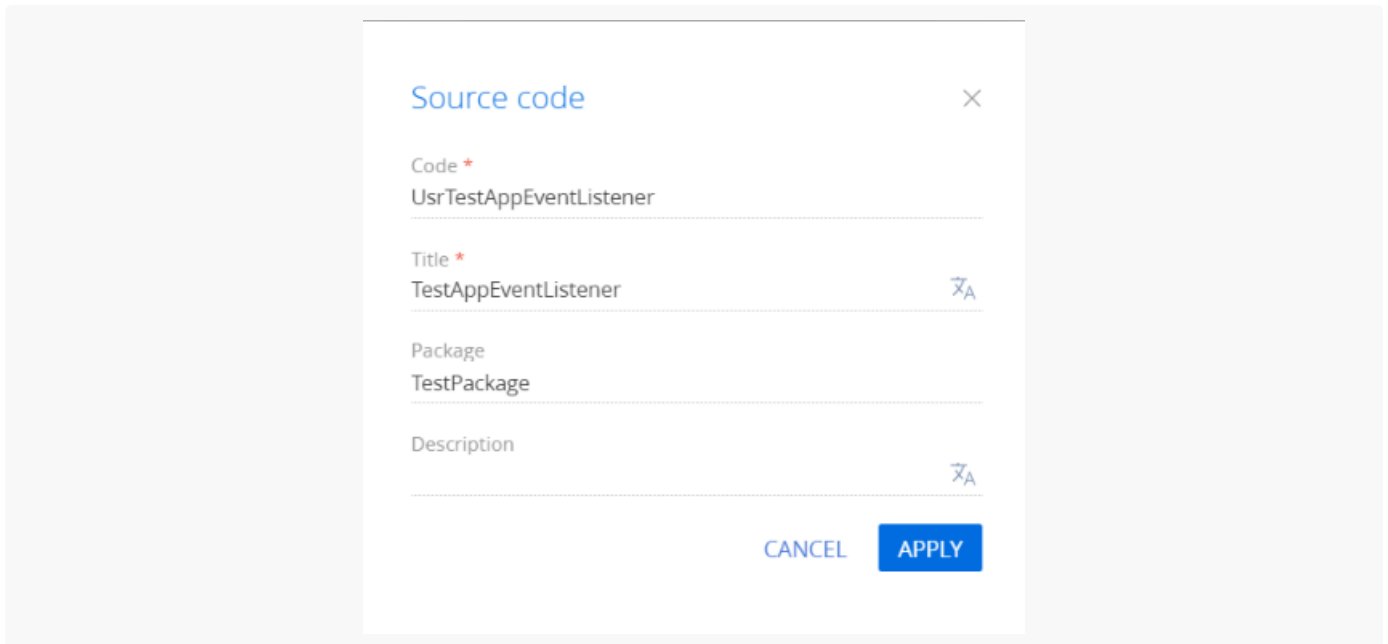 Source code
Code *
UsrTestAppEventListener
Title *
TestAppEventListener
Package
TestPackage
Description
CANCEL APPLY